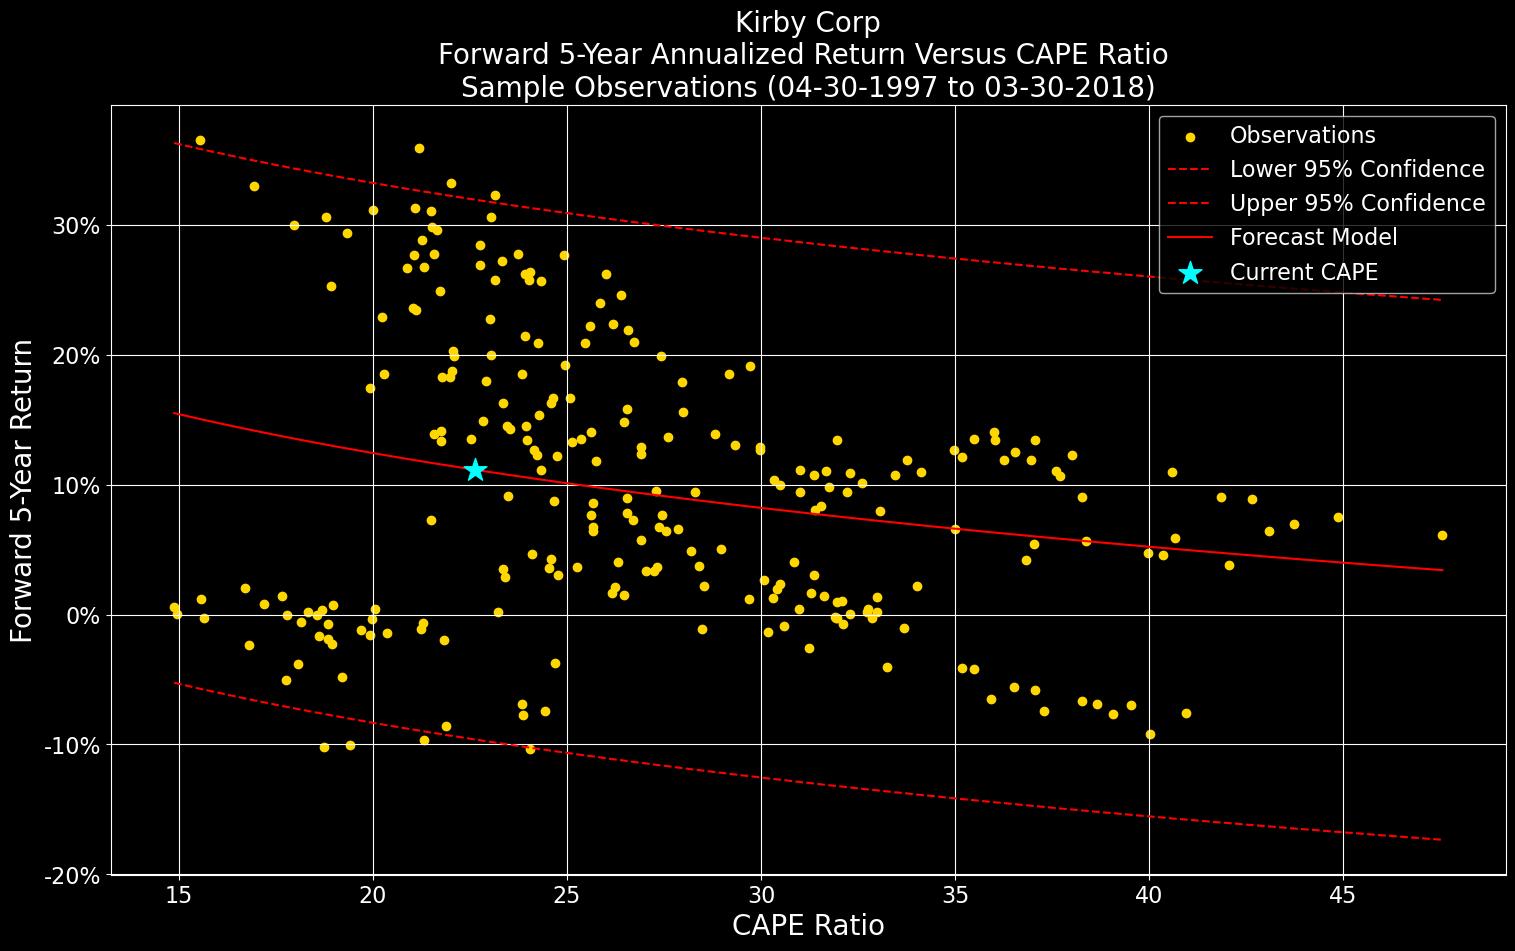 Kirby Corp
Forward 5-Year Annualized Return Versus CAPE Ratio
Sample Observations (04-30-1997 to 03-30-2018)
Observations
Lower 95% Confidence
Upper 95% Confidence
Forecast Model
Current CAPE
Forward 5-Year Return
30%
20%
10%
0%
-10%
-20%
15 20 25 30 35 40 45
CAPE Ratio